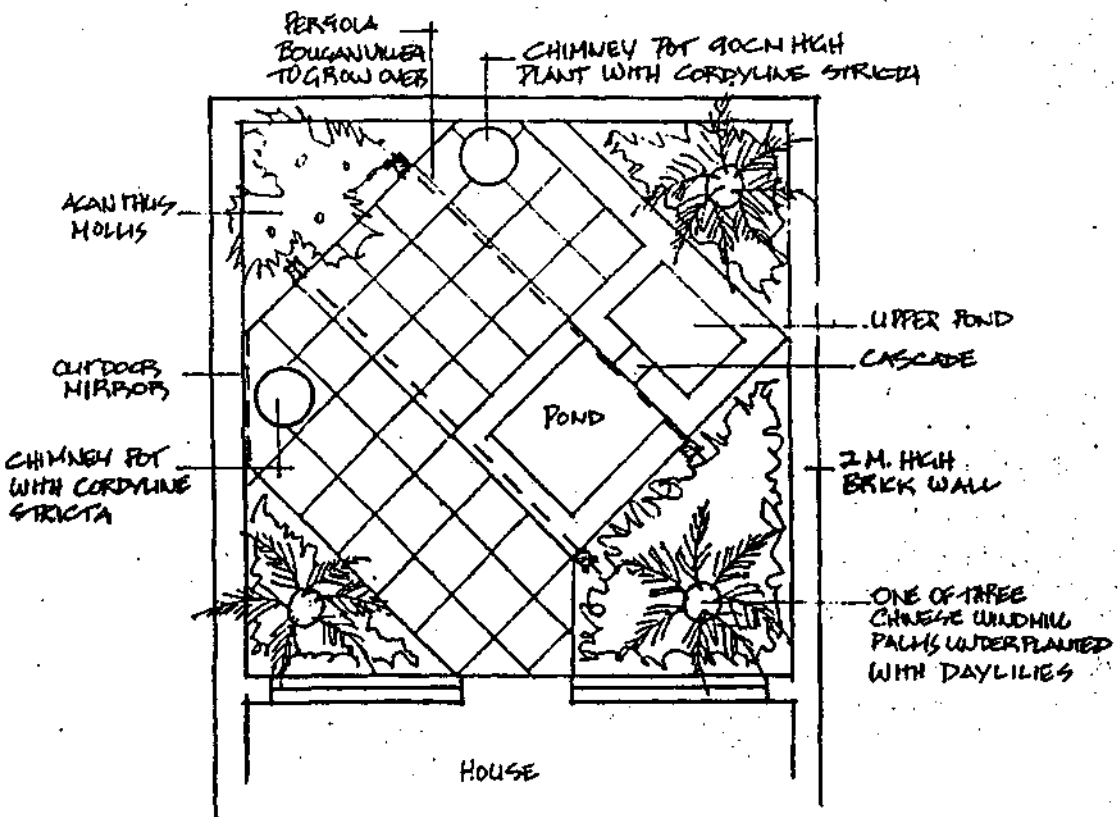 PERGOLA
BOUGANVILLEA
TO GROW OVER
CHIMNEY POT 90CM HIGH
PLANT WITH CORDYLINE STRICTA
ACANTHUS
MOLLIS
UPPER POND
CASCADE
OUTDOOR
MIRROR
POND
CHIMNEY POT
WITH CORDYLINE
STRICTA
2 M. HIGH
BRICK WALL
ONE OF THREE
CHINESE WINDMILL
PALMS UNDERPLANTED
WITH DAYLILIES
HOUSE